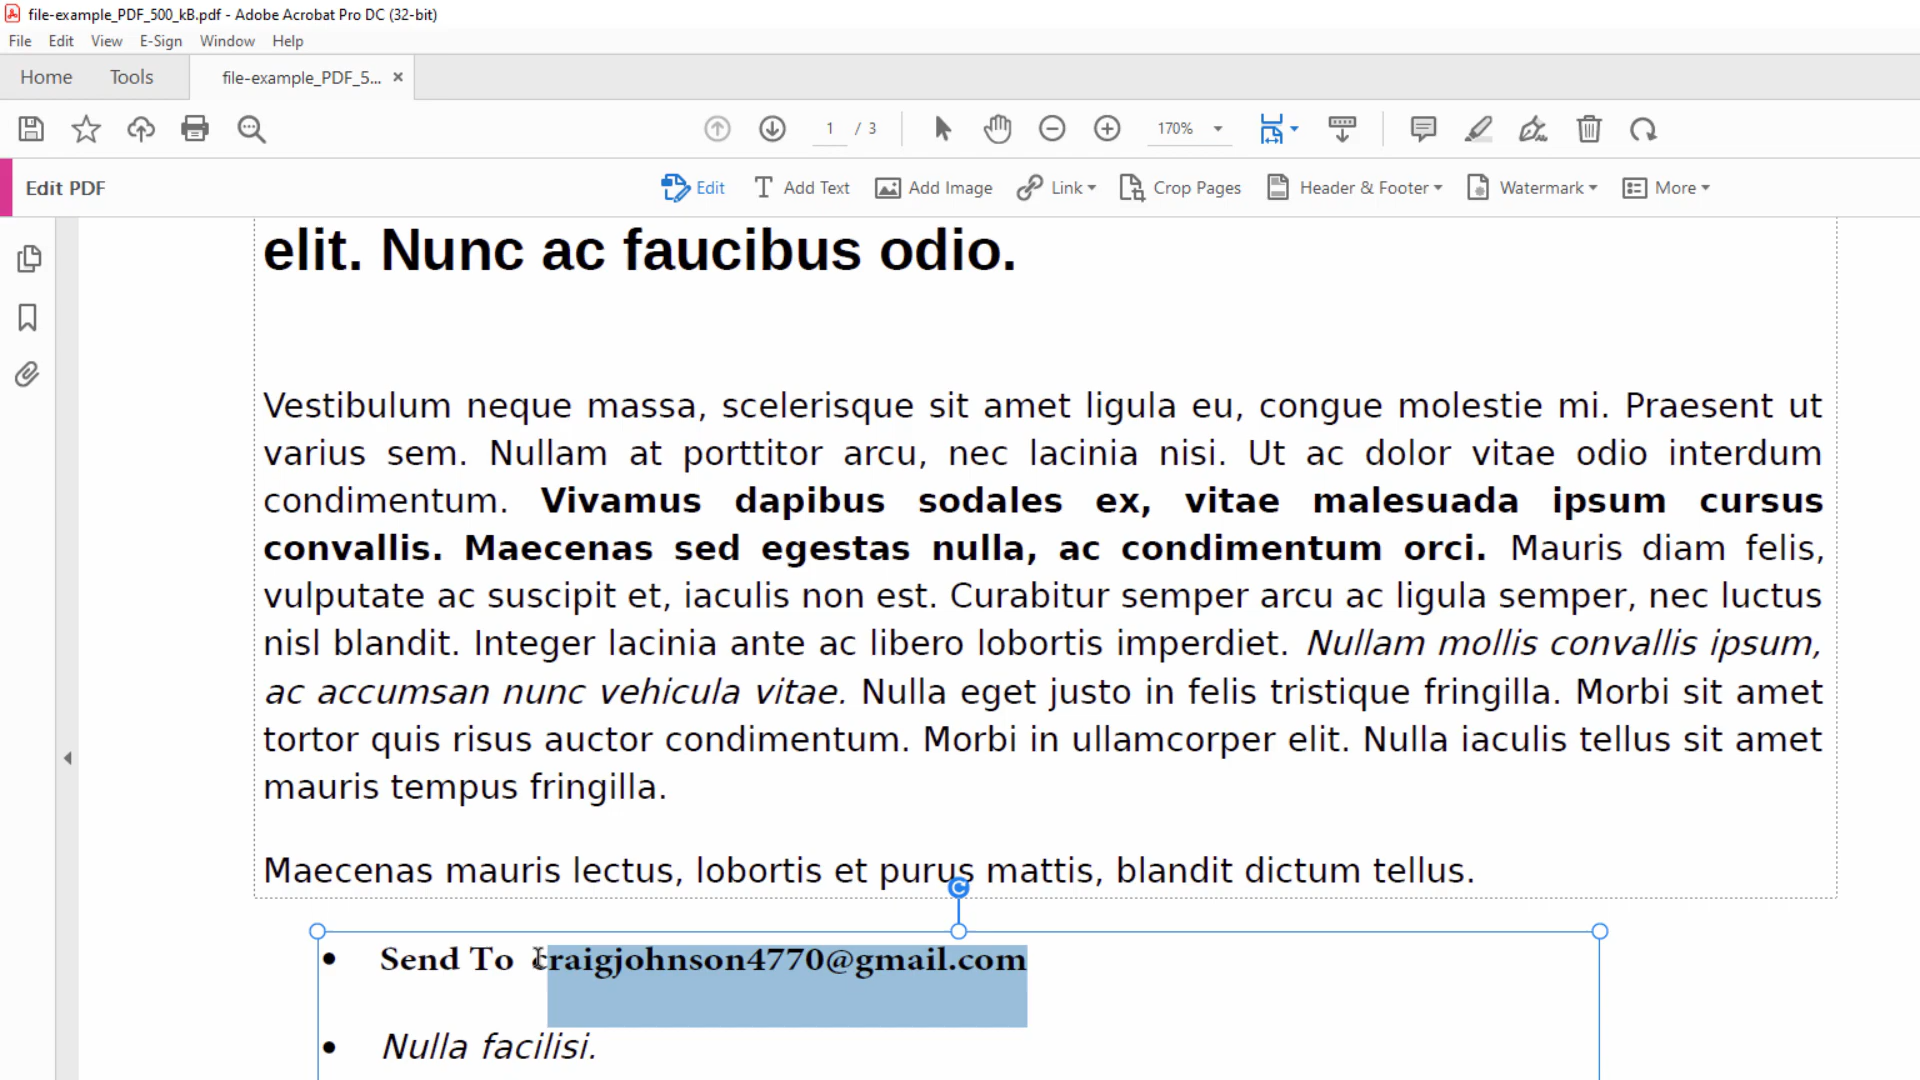 file-example_PDF_500_kB.pdf - Adobe Acrobat Pro DC (32-bit)
File Edit View E-Sign Window Help
Home Tools file-example_PDF_5... ×
1 / 3 170%
Edit PDF Edit Add Text Add Image Link Crop Pages Header & Footer Watermark More
elit. Nunc ac faucibus odio.
Vestibulum neque massa, scelerisque sit amet ligula eu, congue molestie mi. Praesent ut
varius sem. Nullam at porttitor arcu, nec lacinia nisi. Ut ac dolor vitae odio interdum
condimentum. Vivamus dapibus sodales ex, vitae malesuada ipsum cursus
convallis. Maecenas sed egestas nulla, ac condimentum orci. Mauris diam felis,
vulputate ac suscipit et, iaculis non est. Curabitur semper arcu ac ligula semper, nec luctus
nisl blandit. Integer lacinia ante ac libero lobortis imperdiet. Nullam mollis convallis ipsum,
ac accumsan nunc vehicula vitae. Nulla eget justo in felis tristique fringilla. Morbi sit amet
tortor quis risus auctor condimentum. Morbi in ullamcorper elit. Nulla iaculis tellus sit amet
mauris tempus fringilla.
Maecenas mauris lectus, lobortis et purus mattis, blandit dictum tellus.
• Send To craigjohnson4770@gmail.com
• Nulla facilisi.